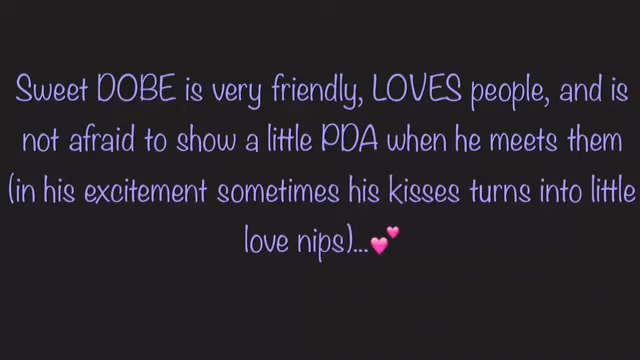 Sweet DOBE is very friendly, LOVES people, and is
not afraid to show a little PDA when he meets them
(in his excitement sometimes his kisses turns into little
love nips)...💕